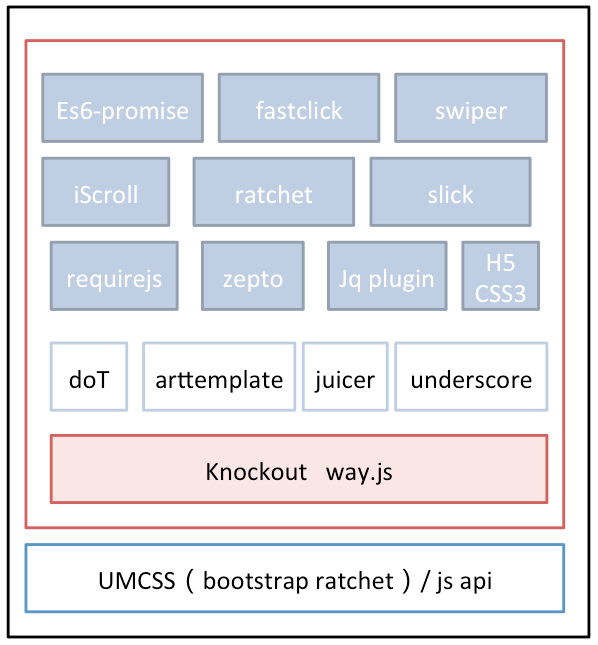 Es6-promise fastclick swiper
iScroll ratchet slick
requirejs zepto Jq plugin H5
CSS3
doT arttemplate juicer underscore
Knockout way.js
UMCSS（bootstrap ratchet）/ js api